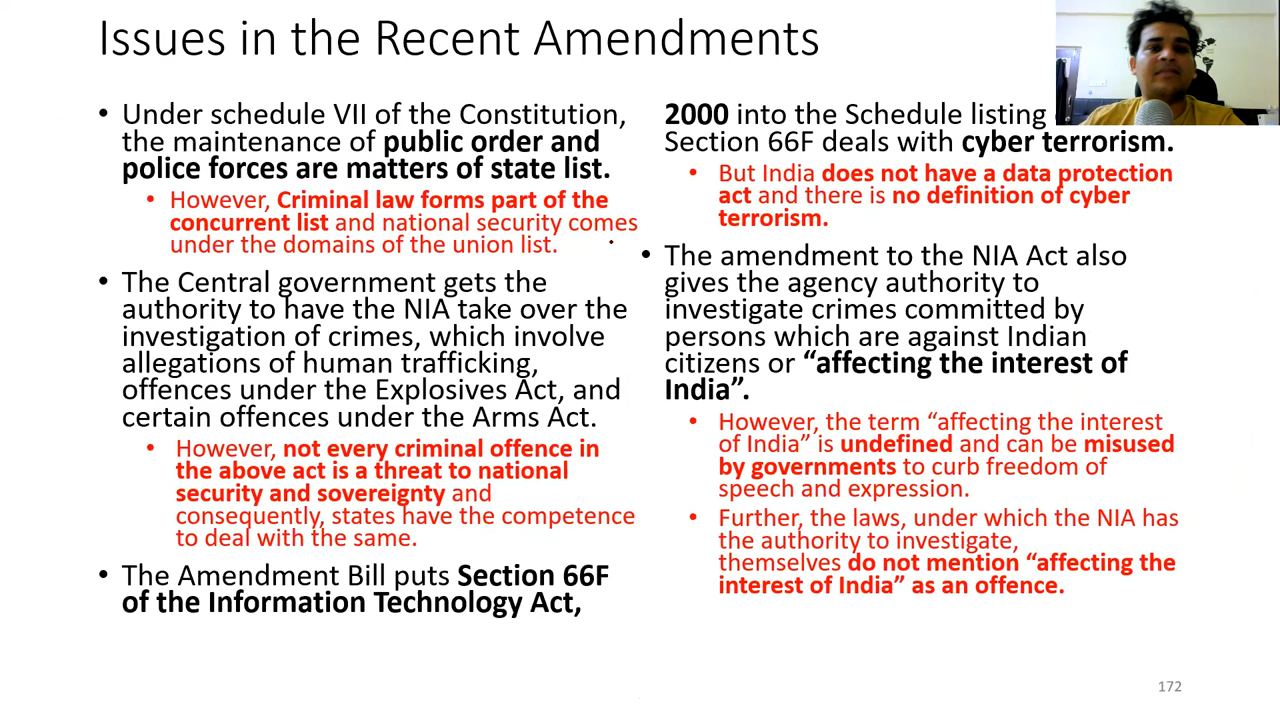 Issues in the Recent Amendments
• Under schedule VII of the Constitution,
the maintenance of public order and
police forces are matters of state list.
• However, Criminal law forms part of the
concurrent list and national security comes
under the domains of the union list.
• The Central government gets the
authority to have the NIA take over the
investigation of crimes, which involve
allegations of human trafficking,
offences under the Explosives Act, and
certain offences under the Arms Act.
• However, not every criminal offence in
the above act is a threat to national
security and sovereignty and
consequently, states have the competence
to deal with the same.
• The Amendment Bill puts Section 66F
of the Information Technology Act,
2000 into the Schedule listing
Section 66F deals with cyber terrorism.
• But India does not have a data protection
act and there is no definition of cyber
terrorism.
• The amendment to the NIA Act also
gives the agency authority to
investigate crimes committed by
persons which are against Indian
citizens or “affecting the interest of
India”.
• However, the term “affecting the interest
of India” is undefined and can be misused
by governments to curb freedom of
speech and expression.
• Further, the laws, under which the NIA has
the authority to investigate,
themselves do not mention “affecting the
interest of India” as an offence.
172